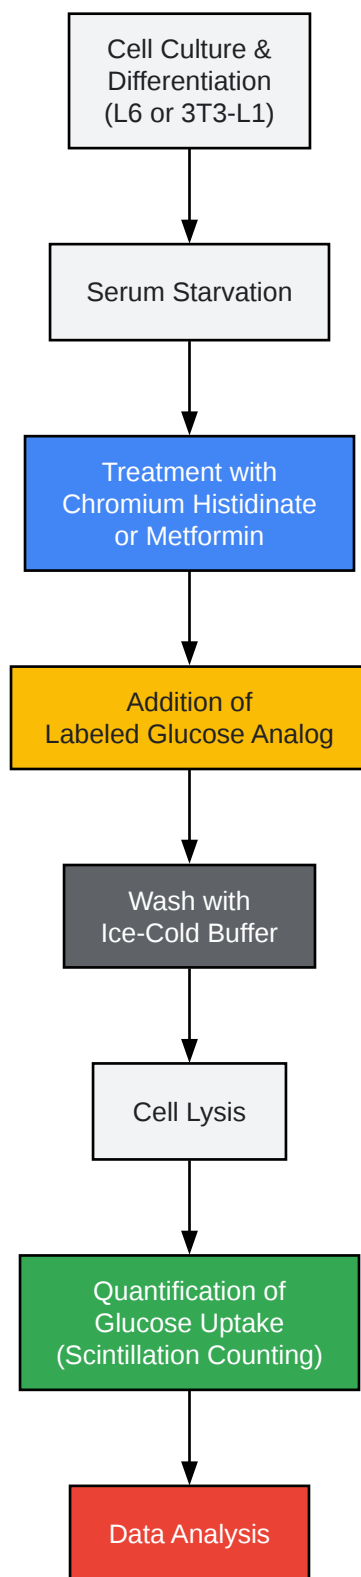 Cell Culture &
Differentiation
(L6 or 3T3-L1)
Serum Starvation
Treatment with
Chromium Histidinate
or Metformin
Addition of
Labeled Glucose Analog
Wash with
Ice-Cold Buffer
Cell Lysis
Quantification of
Glucose Uptake
(Scintillation Counting)
Data Analysis